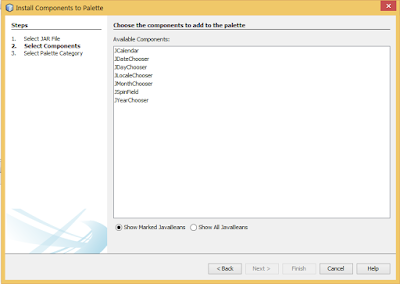 Install Components to Palette
Steps
1. Select JAR File
2. Select Components
3. Select Palette Category
Choose the components to add to the palette
Available Components:
JCalendar
JDateChooser
JDayChooser
JLocaleChooser
JMonthChooser
JSpinField
JYearChooser
Show Marked JavaBeans
Show All JavaBeans
< Back
Next >
Finish
Cancel
Help